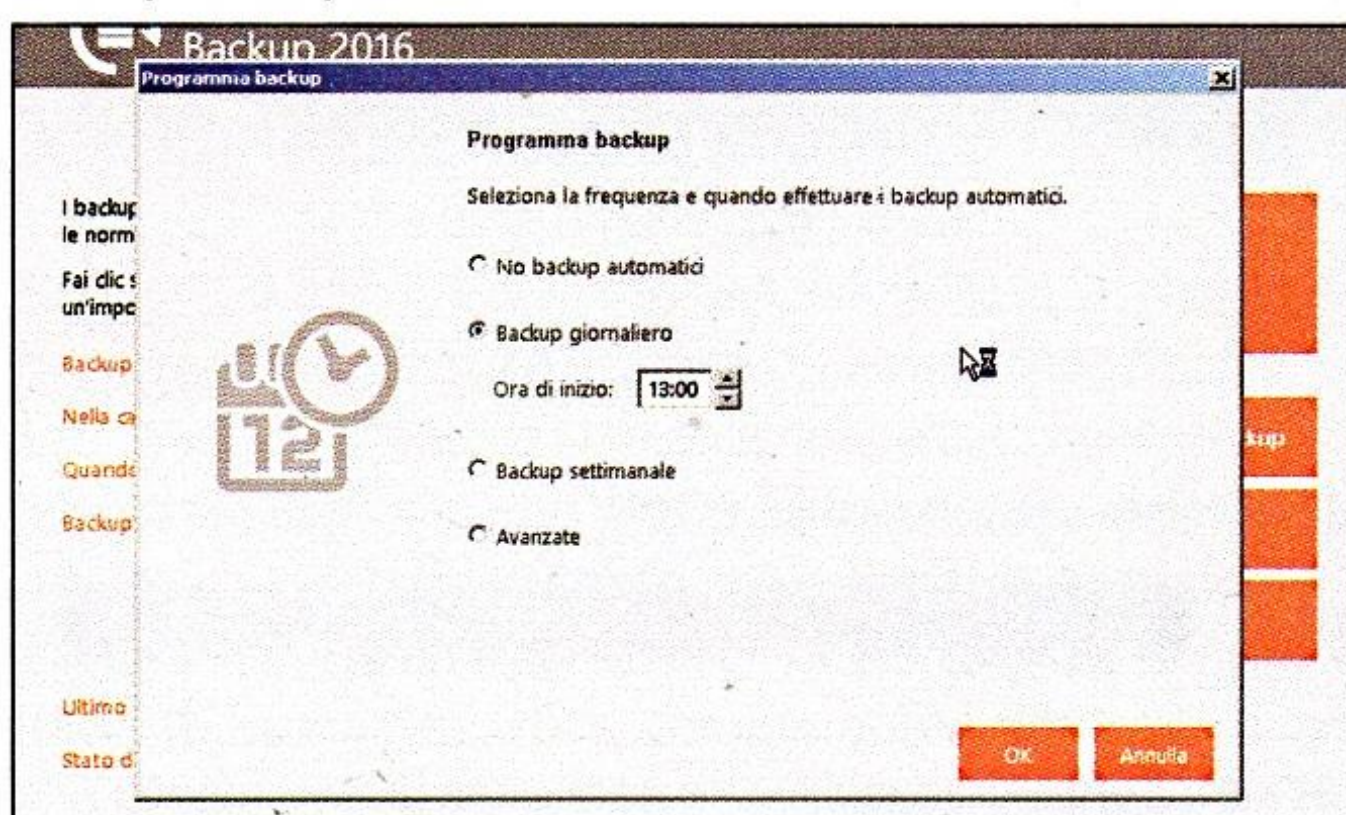 Backup 2016
Programma backup
Programma backup
Seleziona la frequenza e quando effettuare i backup automatici.
No backup automatici
Backup giornaliero
Ora di inizio: 13:00
Backup settimanale
Avanzate
OK Annulla
I backup
le norm
Fai clic s
un'impo
Backup
Nella ca
Quando
Backup
Ultimo
Stato d
kup
12